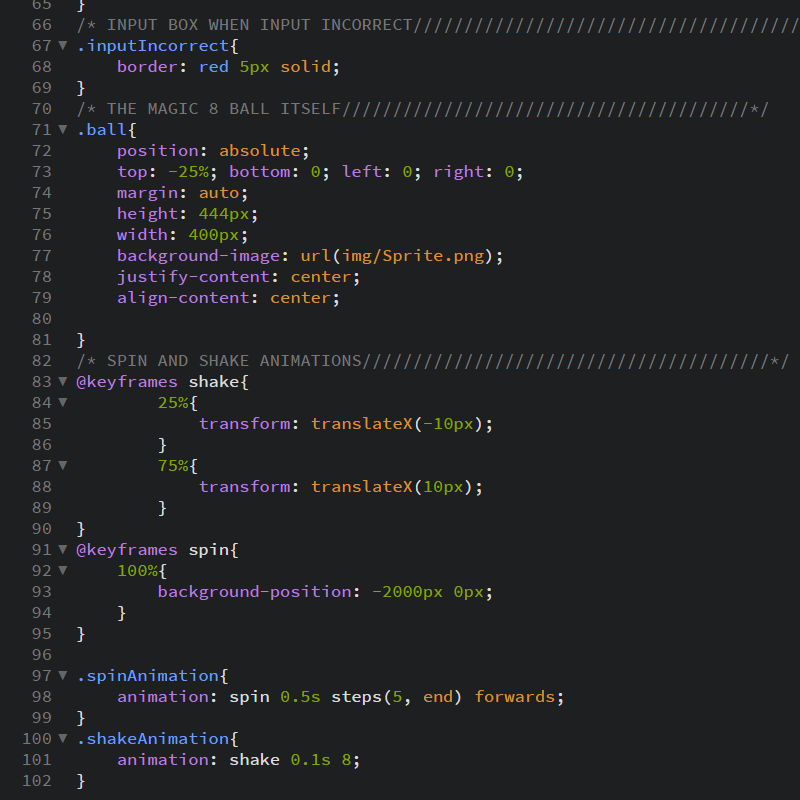 65 }
66 /* INPUT BOX WHEN INPUT INCORRECT//////////////////////////////////////
67 ▼ .inputIncorrect{
68 border: red 5px solid;
69 }
70 /* THE MAGIC 8 BALL ITSELF////////////////////////////////////////*/
71 ▼ .ball{
72 position: absolute;
73 top: -25%; bottom: 0; left: 0; right: 0;
74 margin: auto;
75 height: 444px;
76 width: 400px;
77 background-image: url(img/Sprite.png);
78 justify-content: center;
79 align-content: center;
80
81 }
82 /* SPIN AND SHAKE ANIMATIONS////////////////////////////////////////*/
83 ▼ @keyframes shake{
84 ▼ 25%{
85 transform: translateX(-10px);
86 }
87 ▼ 75%{
88 transform: translateX(10px);
89 }
90 }
91 ▼ @keyframes spin{
92 ▼ 100%{
93 background-position: -2000px 0px;
94 }
95 }
96
97 ▼ .spinAnimation{
98 animation: spin 0.5s steps(5, end) forwards;
99 }
100 ▼ .shakeAnimation{
101 animation: shake 0.1s 8;
102 }